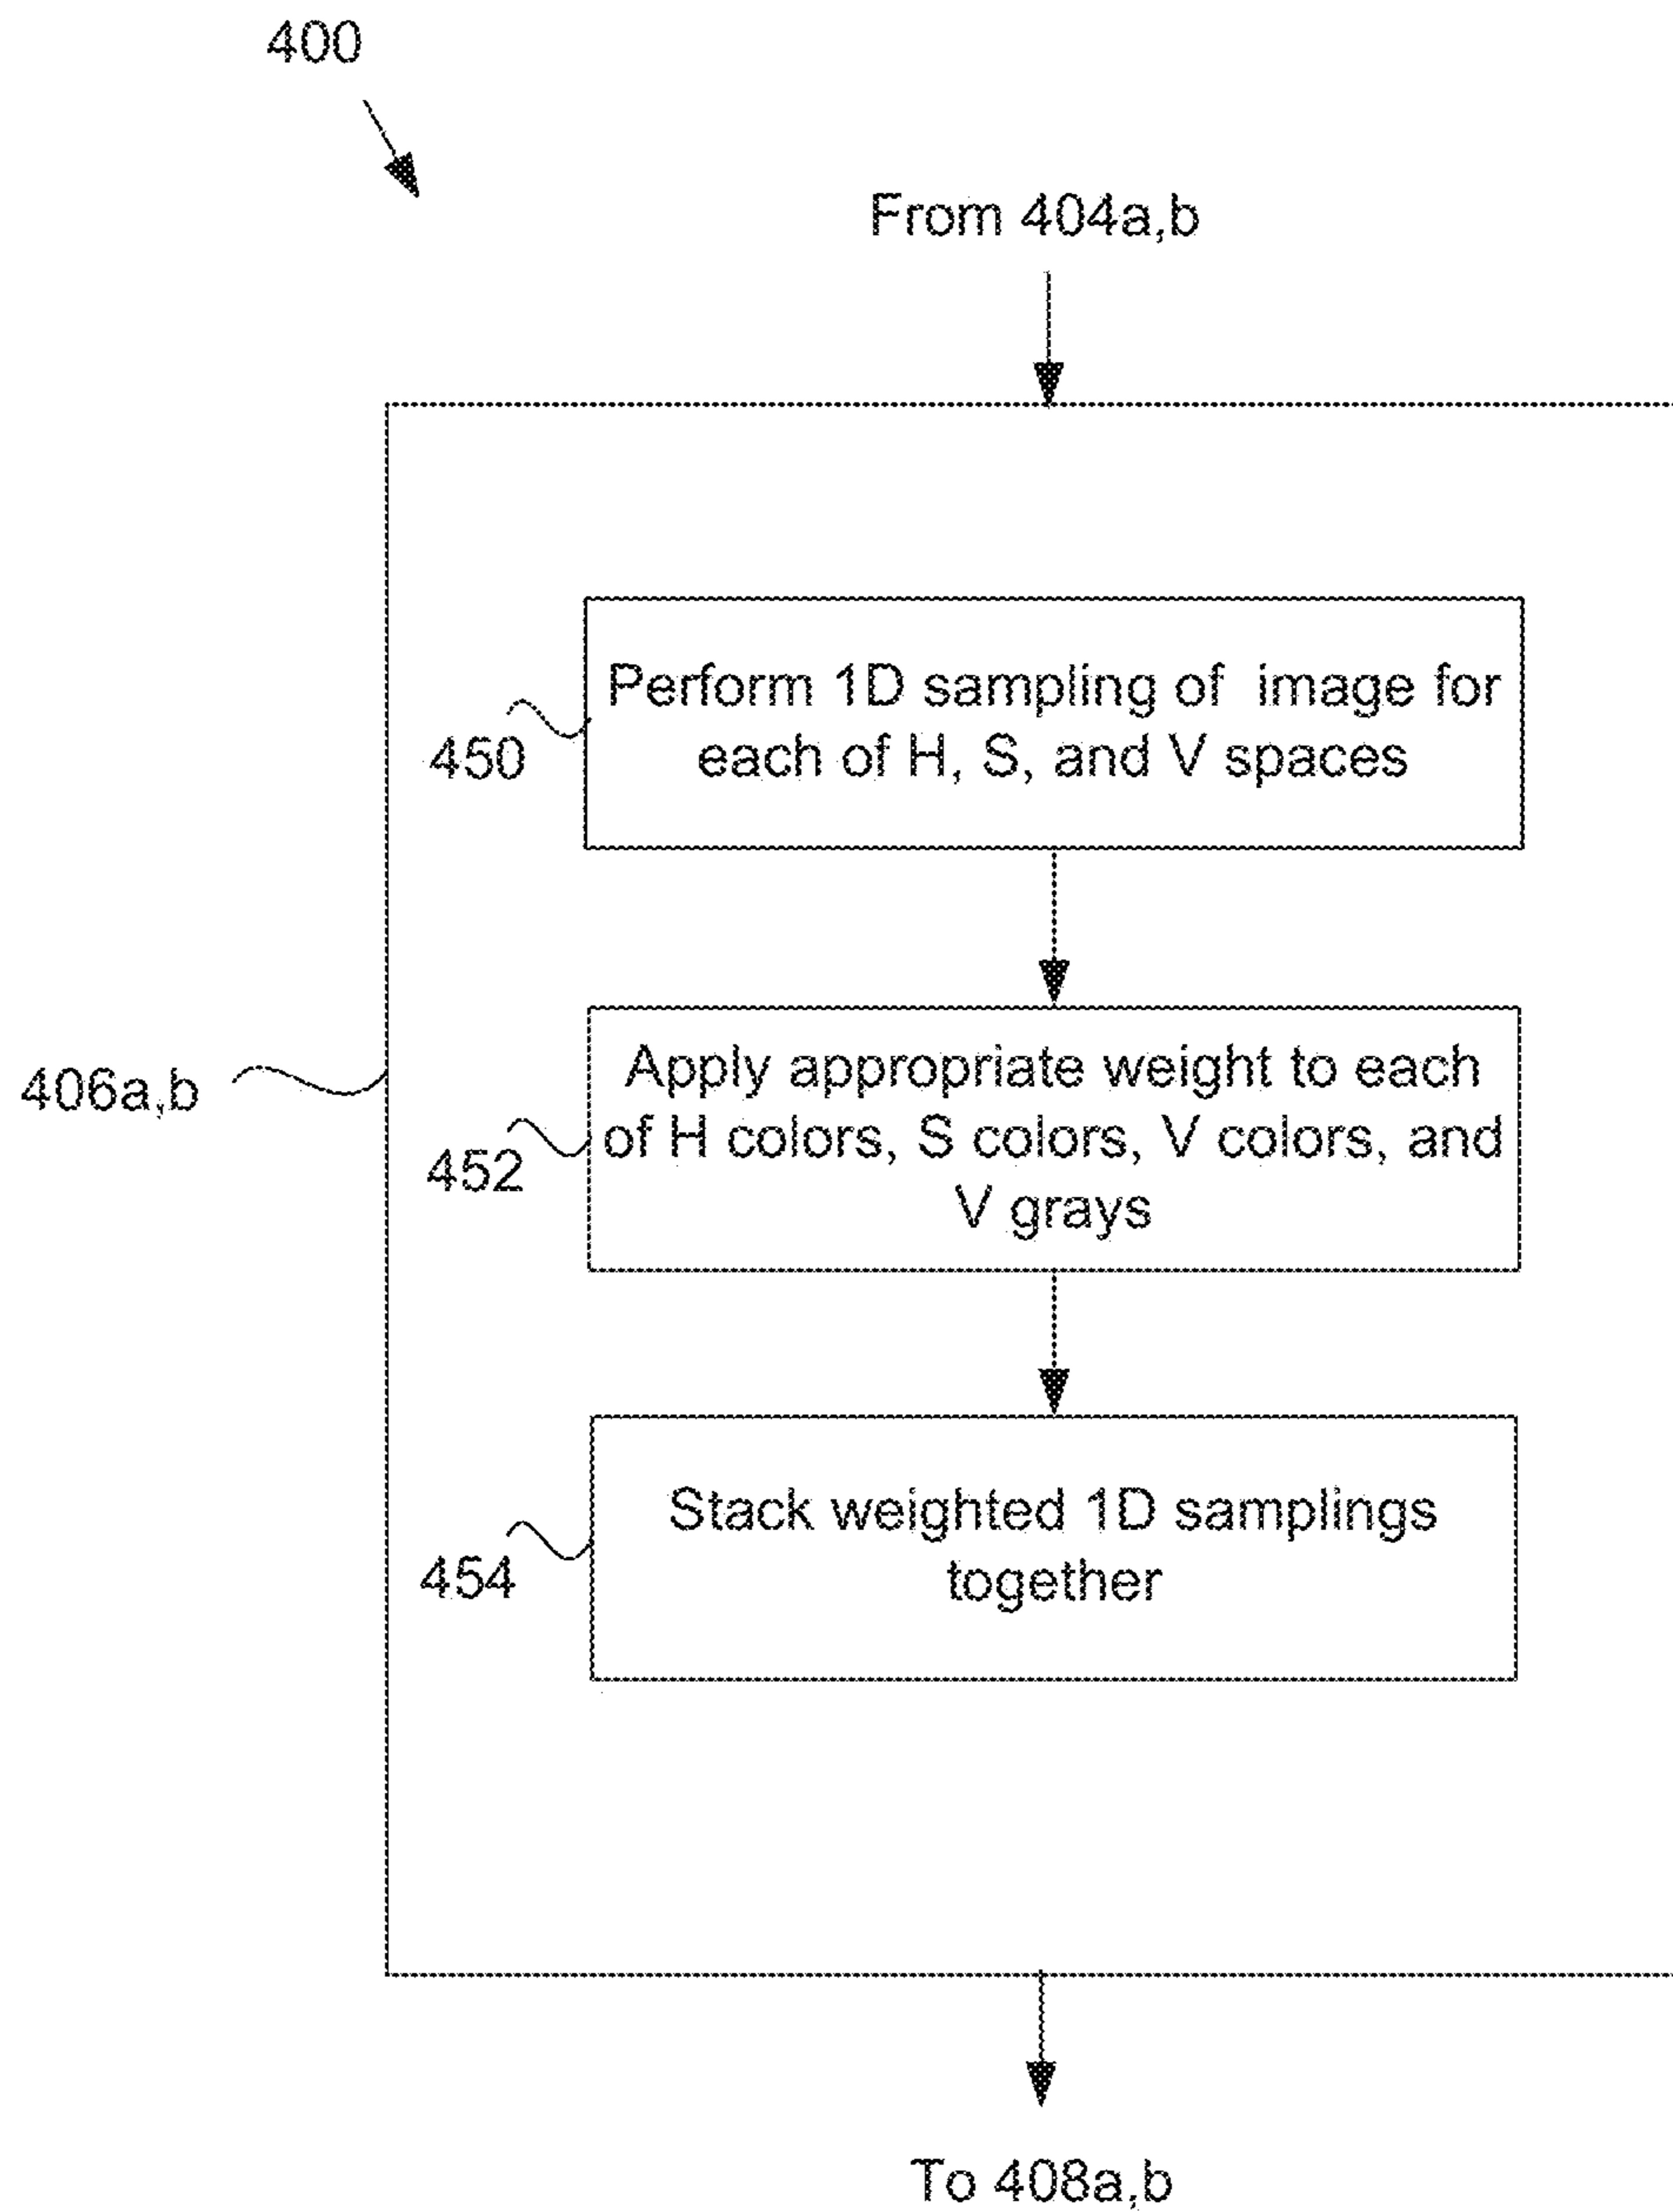 400
From 404a,b
Perform 1D sampling of image for
each of H, S, and V spaces
450
Apply appropriate weight to each
of H colors, S colors, V colors, and
V grays
406a,b
452
Stack weighted 1D samplings
together
454
To 408a,b